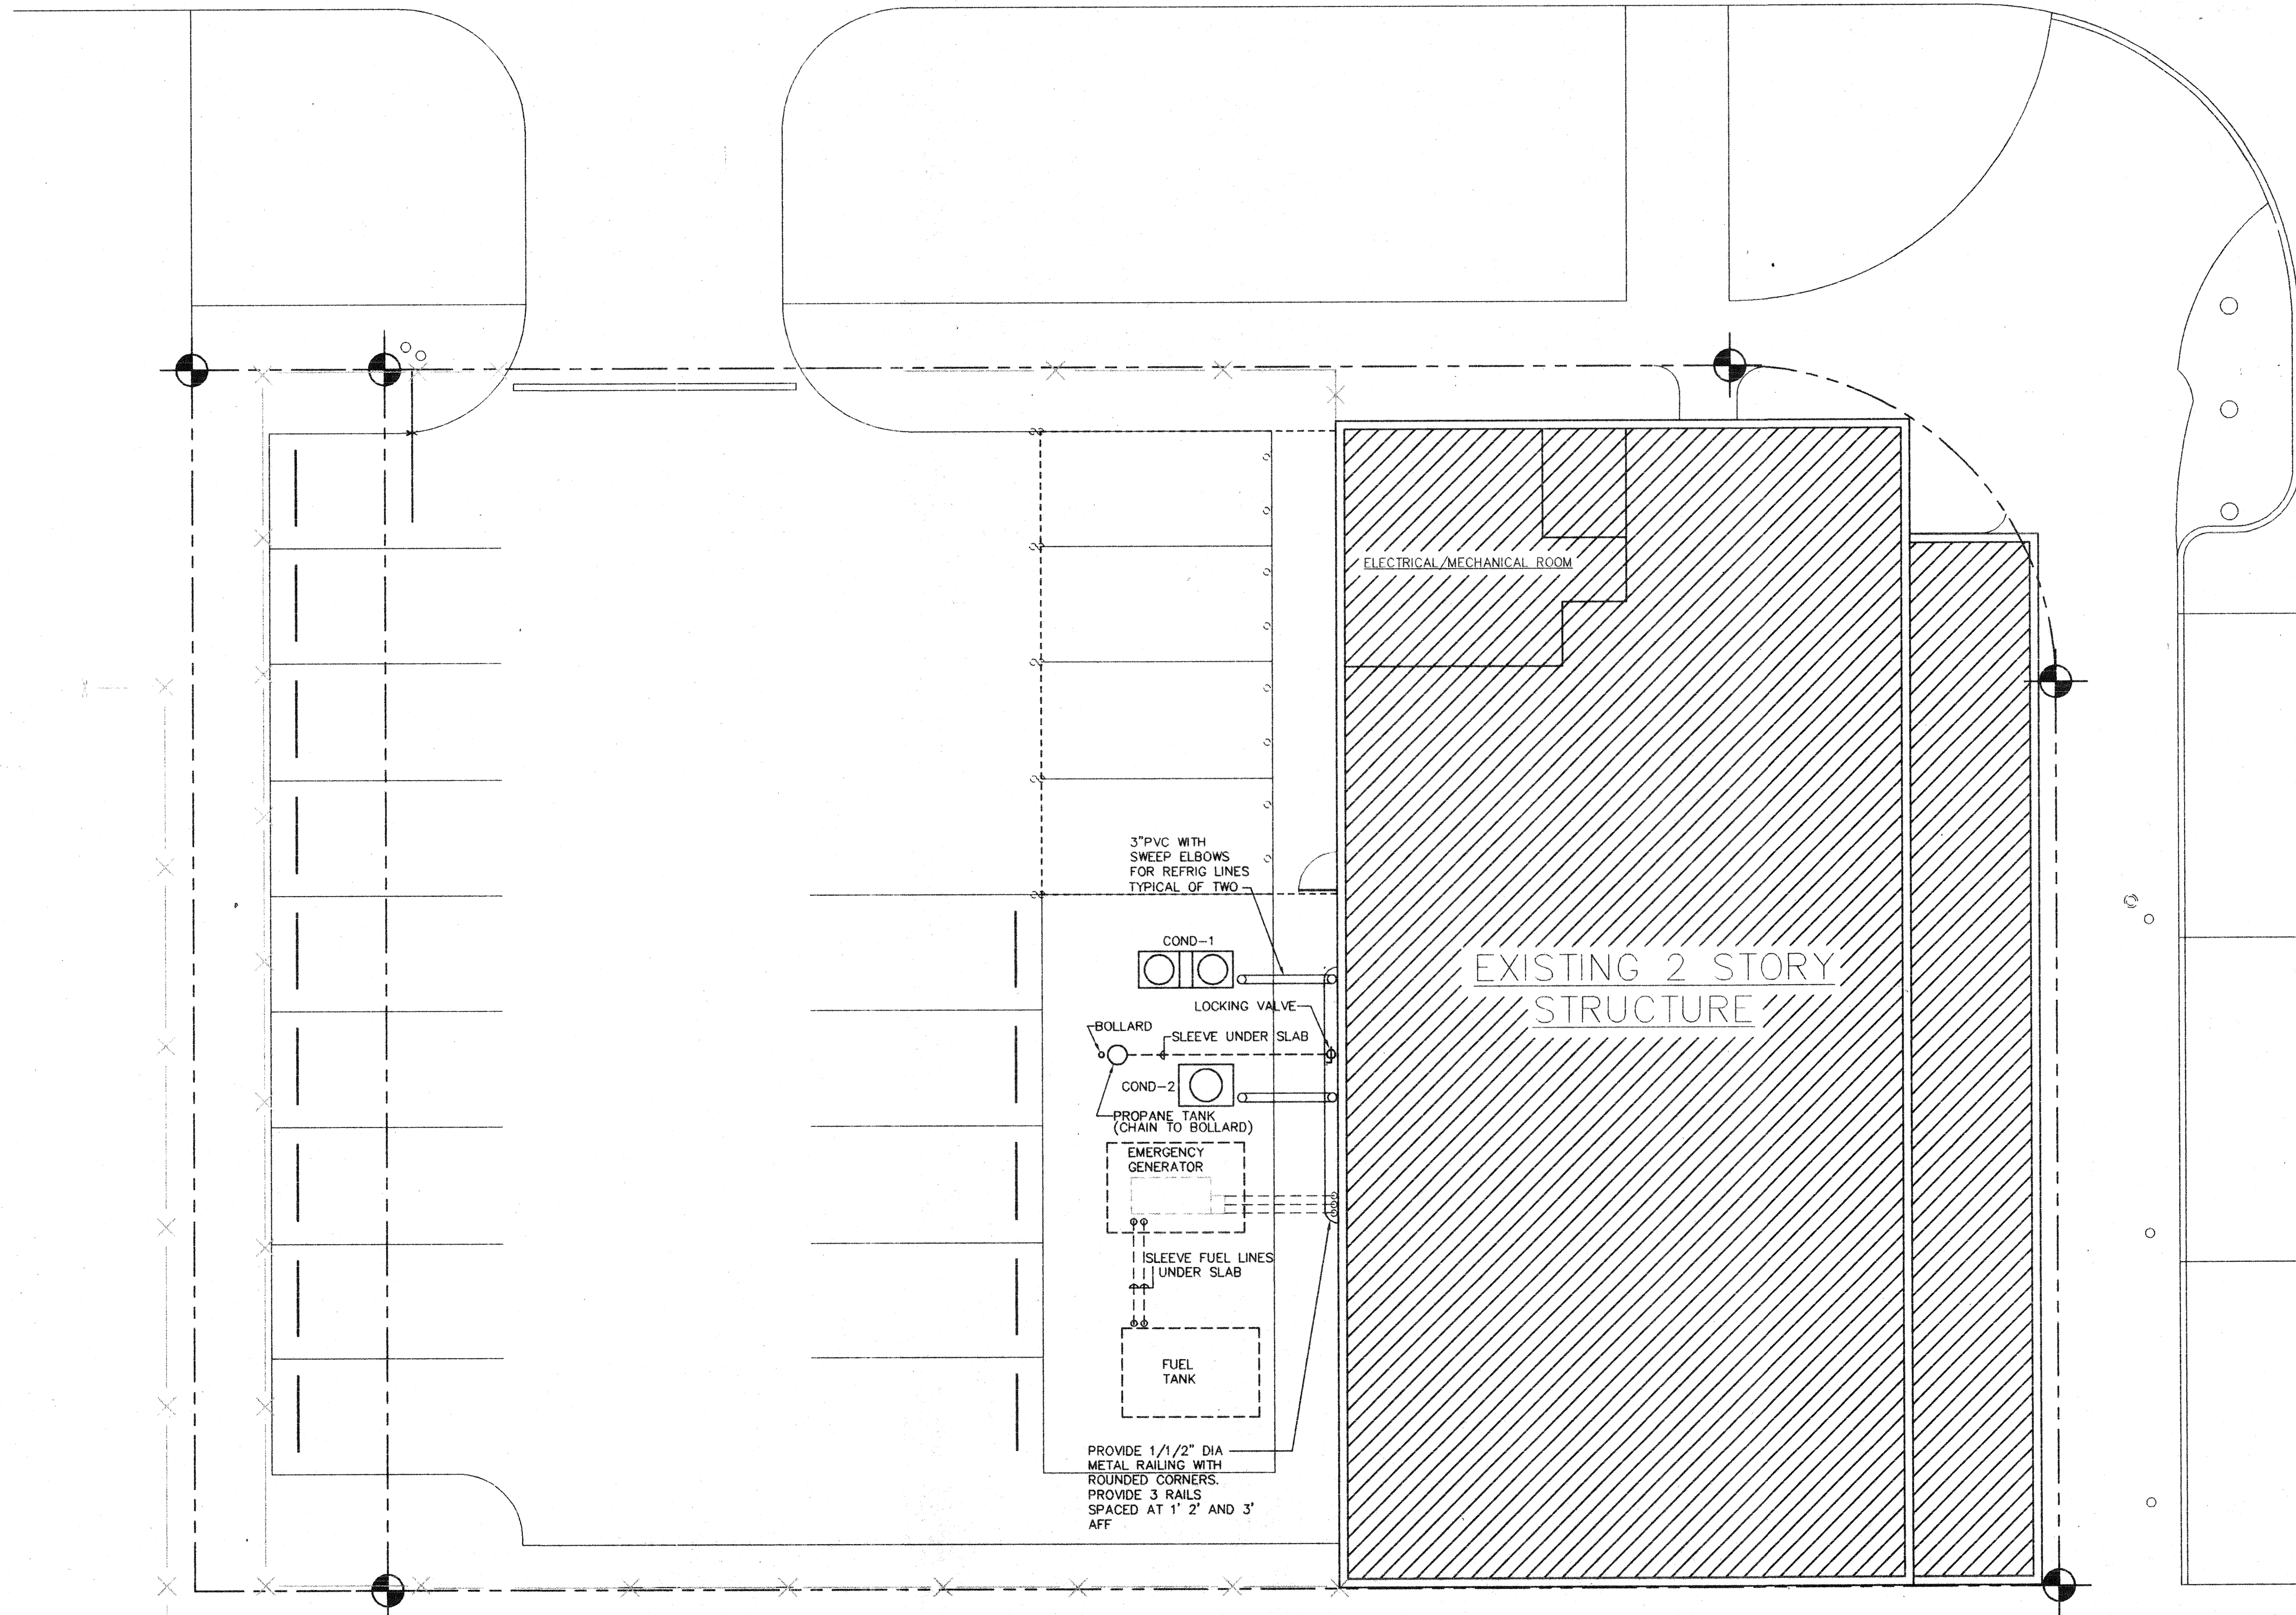 ELECTRICAL/MECHANICAL ROOM
3"PVC WITH
SWEEP ELBOWS
FOR REFRIG LINES
TYPICAL OF TWO
COND-1
EXISTING 2 STORY
STRUCTURE
LOCKING VALVE
BOLLARD
SLEEVE UNDER SLAB
COND-2
PROPANE TANK
(CHAIN TO BOLLARD)
EMERGENCY
GENERATOR
SLEEVE FUEL LINES
UNDER SLAB
FUEL
TANK
PROVIDE 1/1/2" DIA
METAL RAILING WITH
ROUNDED CORNERS.
PROVIDE 3 RAILS
SPACED AT 1' 2' AND 3'
AFF